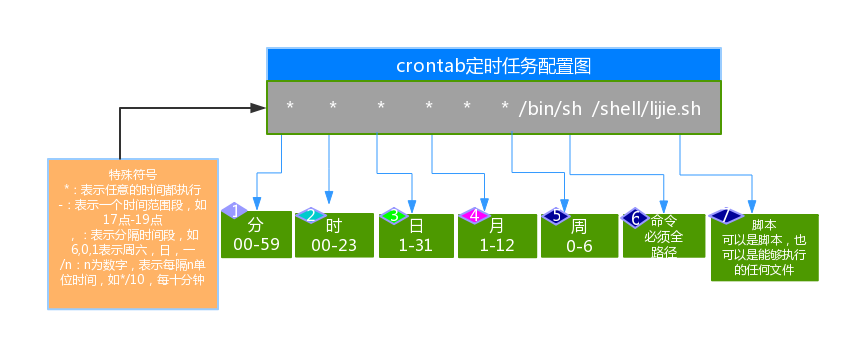 crontab定时任务配置图
* * * * * * /bin/sh /shell/lijie.sh
特殊符号
*：表示任意的时间都执行
-：表示一个时间范围段，如
17点-19点
，：表示分隔时间段，如
6,0,1表示周六，日，一
/n：n为数字，表示每隔n单
位时间，如*/10，每十分钟
1
分
00-59
2
时
00-23
3
日
1-31
4
月
1-12
5
周
0-6
6
命令
必须全
路径
7
脚本
可以是脚本，也
可以是能够执行
的任何文件